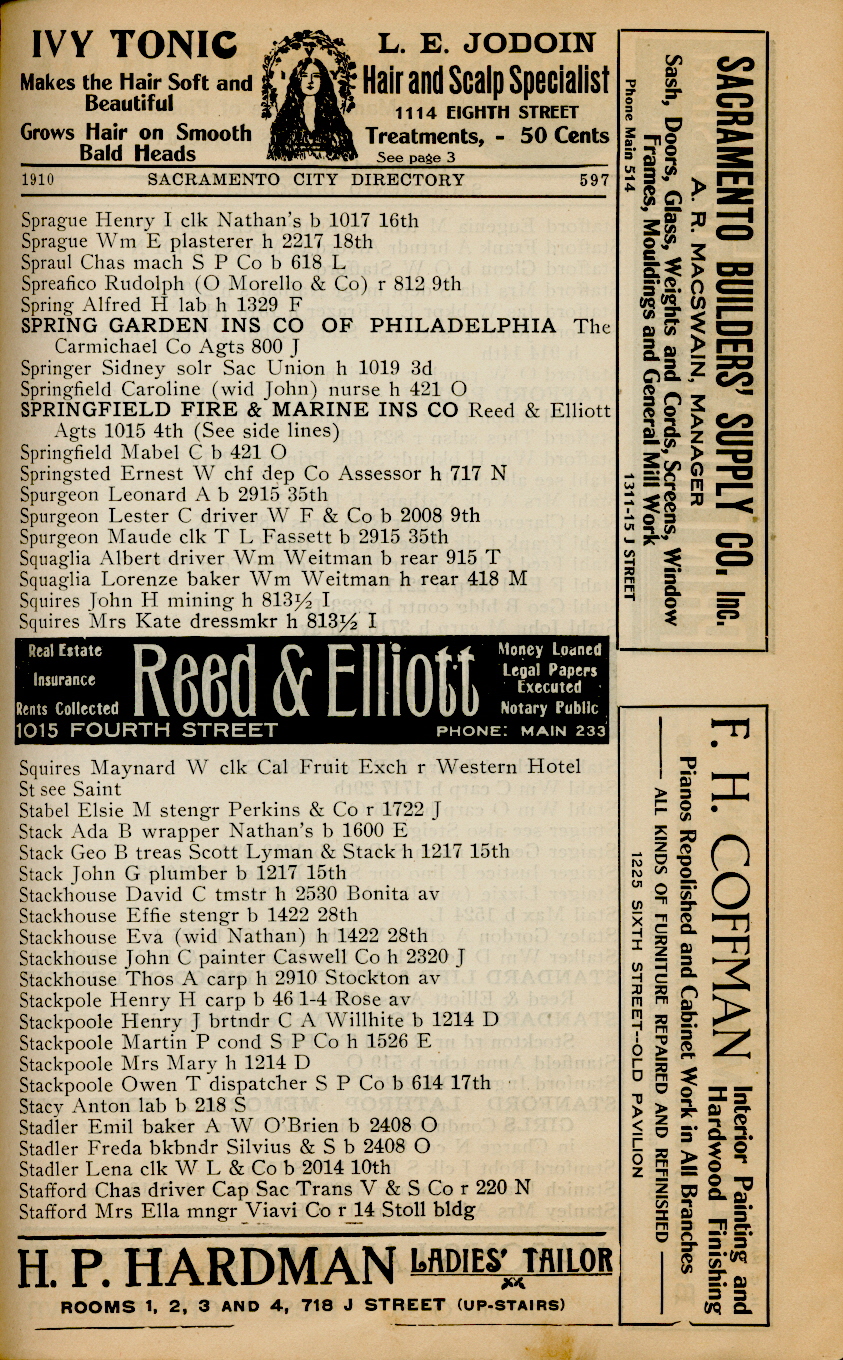 IVY TONIC
Makes the Hair Soft and
Beautiful
Grows Hair on Smooth
Bald Heads
L. E. JODOIN
Hair and Scalp Specialist
1114 EIGHTH STREET
Treatments, - 50 Cents
See page 3
1910 SACRAMENTO CITY DIRECTORY 597
Sprague Henry I clk Nathan's b 1017 16th
Sprague Wm E plasterer h 2217 18th
Spraul Chas mach S P Co b 618 L
Spreafico Rudolph (O Morello & Co) r 812 9th
Spring Alfred H lab h 1329 F
SPRING GARDEN INS CO OF PHILADELPHIA The
Carmichael Co Agts 800 J
Springer Sidney solr Sac Union h 1019 3d
Springfield Caroline (wid John) nurse h 421 O
SPRINGFIELD FIRE & MARINE INS CO Reed & Elliott
Agts 1015 4th (See side lines)
Springfield Mabel C b 421 O
Springsted Ernest W chf dep Co Assessor h 717 N
Spurgeon Leonard A b 2915 35th
Spurgeon Lester C driver W F & Co b 2008 9th
Spurgeon Maude clk T L Fassett b 2915 35th
Squaglia Albert driver Wm Weitman b rear 915 T
Squaglia Lorenze baker Wm Weitman h rear 418 M
Squires John H mining h 813½ I
Squires Mrs Kate dressmkr h 813½ I
Real Estate
Insurance
Rents Collected
Reed & Elliott
Money Loaned
Legal Papers
Executed
Notary Public
1015 FOURTH STREET PHONE: MAIN 233
Squires Maynard W clk Cal Fruit Exch r Western Hotel
St see Saint
Stabel Elsie M stengr Perkins & Co r 1722 J
Stack Ada B wrapper Nathan's b 1600 E
Stack Geo B treas Scott Lyman & Stack h 1217 15th
Stack John G plumber b 1217 15th
Stackhouse David C tmstr h 2530 Bonita av
Stackhouse Effie stengr b 1422 28th
Stackhouse Eva (wid Nathan) h 1422 28th
Stackhouse John C painter Caswell Co h 2320 J
Stackhouse Thos A carp h 2910 Stockton av
Stackpole Henry H carp b 46 1-4 Rose av
Stackpoole Henry J brtndr C A Willhite b 1214 D
Stackpoole Martin P cond S P Co h 1526 E
Stackpoole Mrs Mary h 1214 D
Stackpoole Owen T dispatcher S P Co b 614 17th
Stacy Anton lab b 218 S
Stadler Emil baker A W O'Brien b 2408 O
Stadler Freda bkbndr Silvius & S b 2408 O
Stadler Lena clk W L & Co b 2014 10th
Stafford Chas driver Cap Sac Trans V & S Co r 220 N
Stafford Mrs Ella mngr Viavi Co r 14 Stoll bldg
H. P. HARDMAN LADIES' TAILOR
ROOMS 1, 2, 3 AND 4, 718 J STREET (UP-STAIRS)
SACRAMENTO BUILDERS' SUPPLY CO. Inc.
A. R. MACSWAIN, MANAGER
Sash, Doors, Glass, Weights and Cords, Screens, Window
Frames, Mouldings and General Mill Work
Phone Main 514 1311-15 J STREET
F. H. COFFMAN Interior Painting and
Hardwood Finishing
Pianos Repolished and Cabinet Work in All Branches
ALL KINDS OF FURNITURE REPAIRED AND REFINISHED
1225 SIXTH STREET--OLD PAVILION